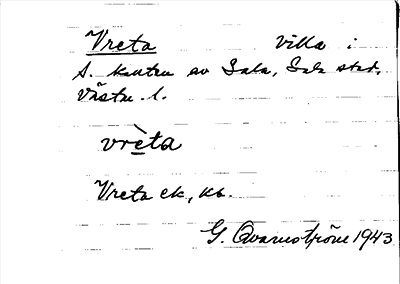 Vreta villa i
S. kanten av Sala, Sala stad,
Västm. l.
vrèta
Vreta ek, kb.
G. Qvarnström 1943